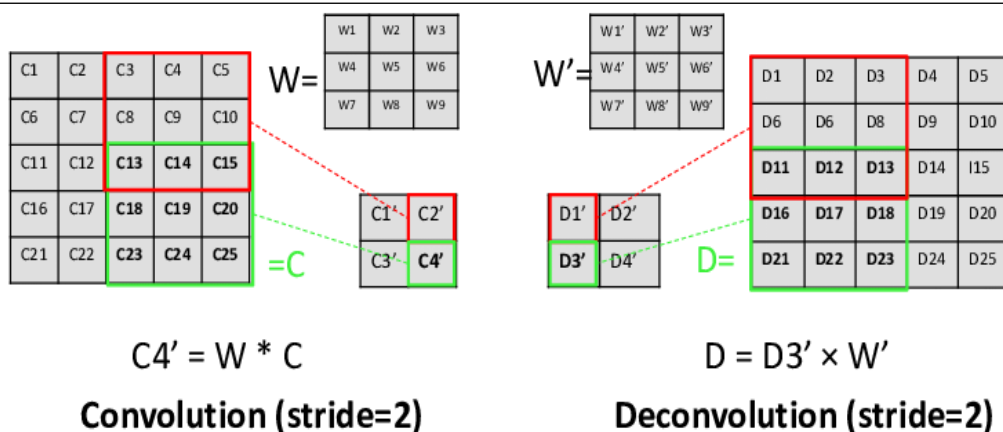 C1 C2 C3 C4 C5
C6 C7 C8 C9 C10
C11 C12 C13 C14 C15
C16 C17 C18 C19 C20
C21 C22 C23 C24 C25
=C
W=
W1 W2 W3
W4 W5 W6
W7 W8 W9
C1' C2'
C3' C4'
C4' = W * C
Convolution (stride=2)
W'=
W1' W2' W3'
W4' W5' W6'
W7' W8' W9'
D1' D2'
D3' D4'
D=
D1 D2 D3 D4 D5
D6 D6 D8 D9 D10
D11 D12 D13 D14 I15
D16 D17 D18 D19 D20
D21 D22 D23 D24 D25
D = D3' × W'
Deconvolution (stride=2)